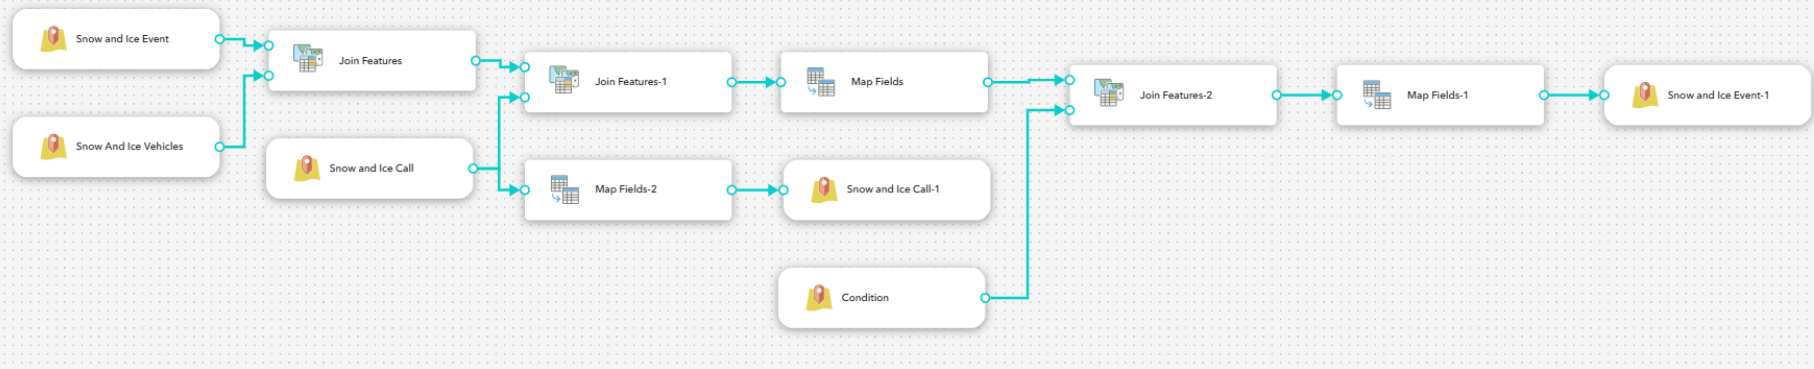 Snow and Ice Event
Join Features
Join Features-1
Map Fields
Join Features-2
Map Fields-1
Snow and Ice Event-1
Snow And Ice Vehicles
Snow and Ice Call
Map Fields-2
Snow and Ice Call-1
Condition